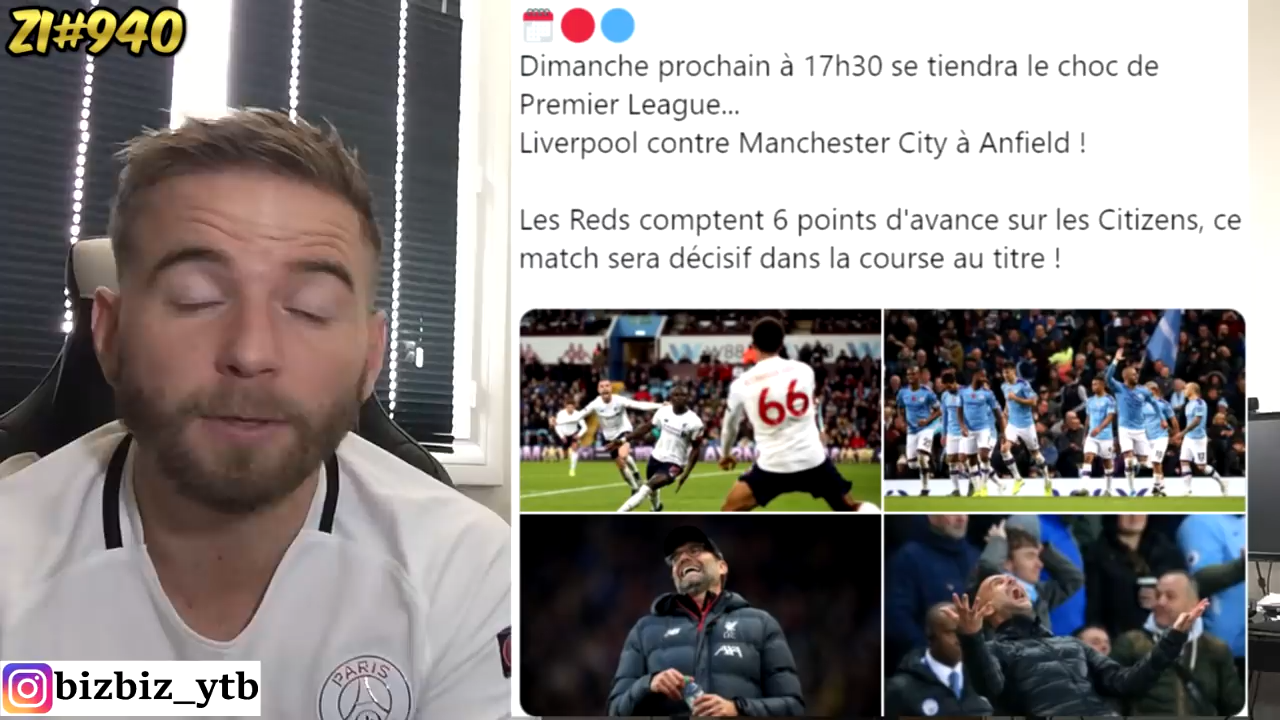 ZI#940
Dimanche prochain à 17h30 se tiendra le choc de
Premier League...
Liverpool contre Manchester City à Anfield !
Les Reds comptent 6 points d'avance sur les Citizens, ce
match sera décisif dans la course au titre !
66
PARIS
bizbiz_ytb